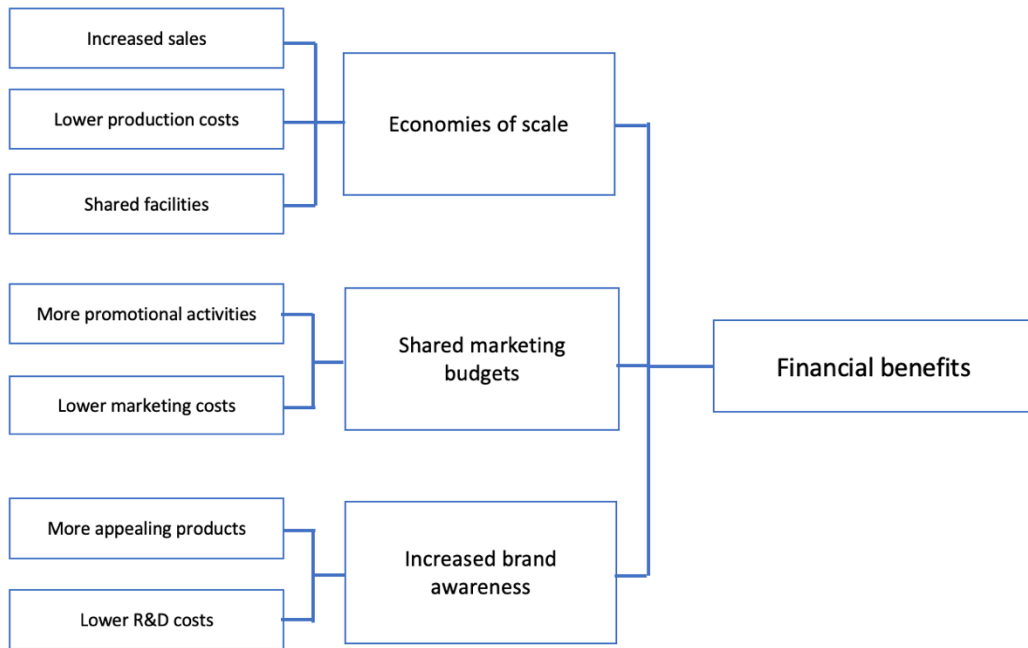 Increased sales
Lower production costs
Shared facilities
Economies of scale
More promotional activities
Lower marketing costs
Shared marketing
budgets
More appealing products
Lower R&D costs
Increased brand
awareness
Financial benefits